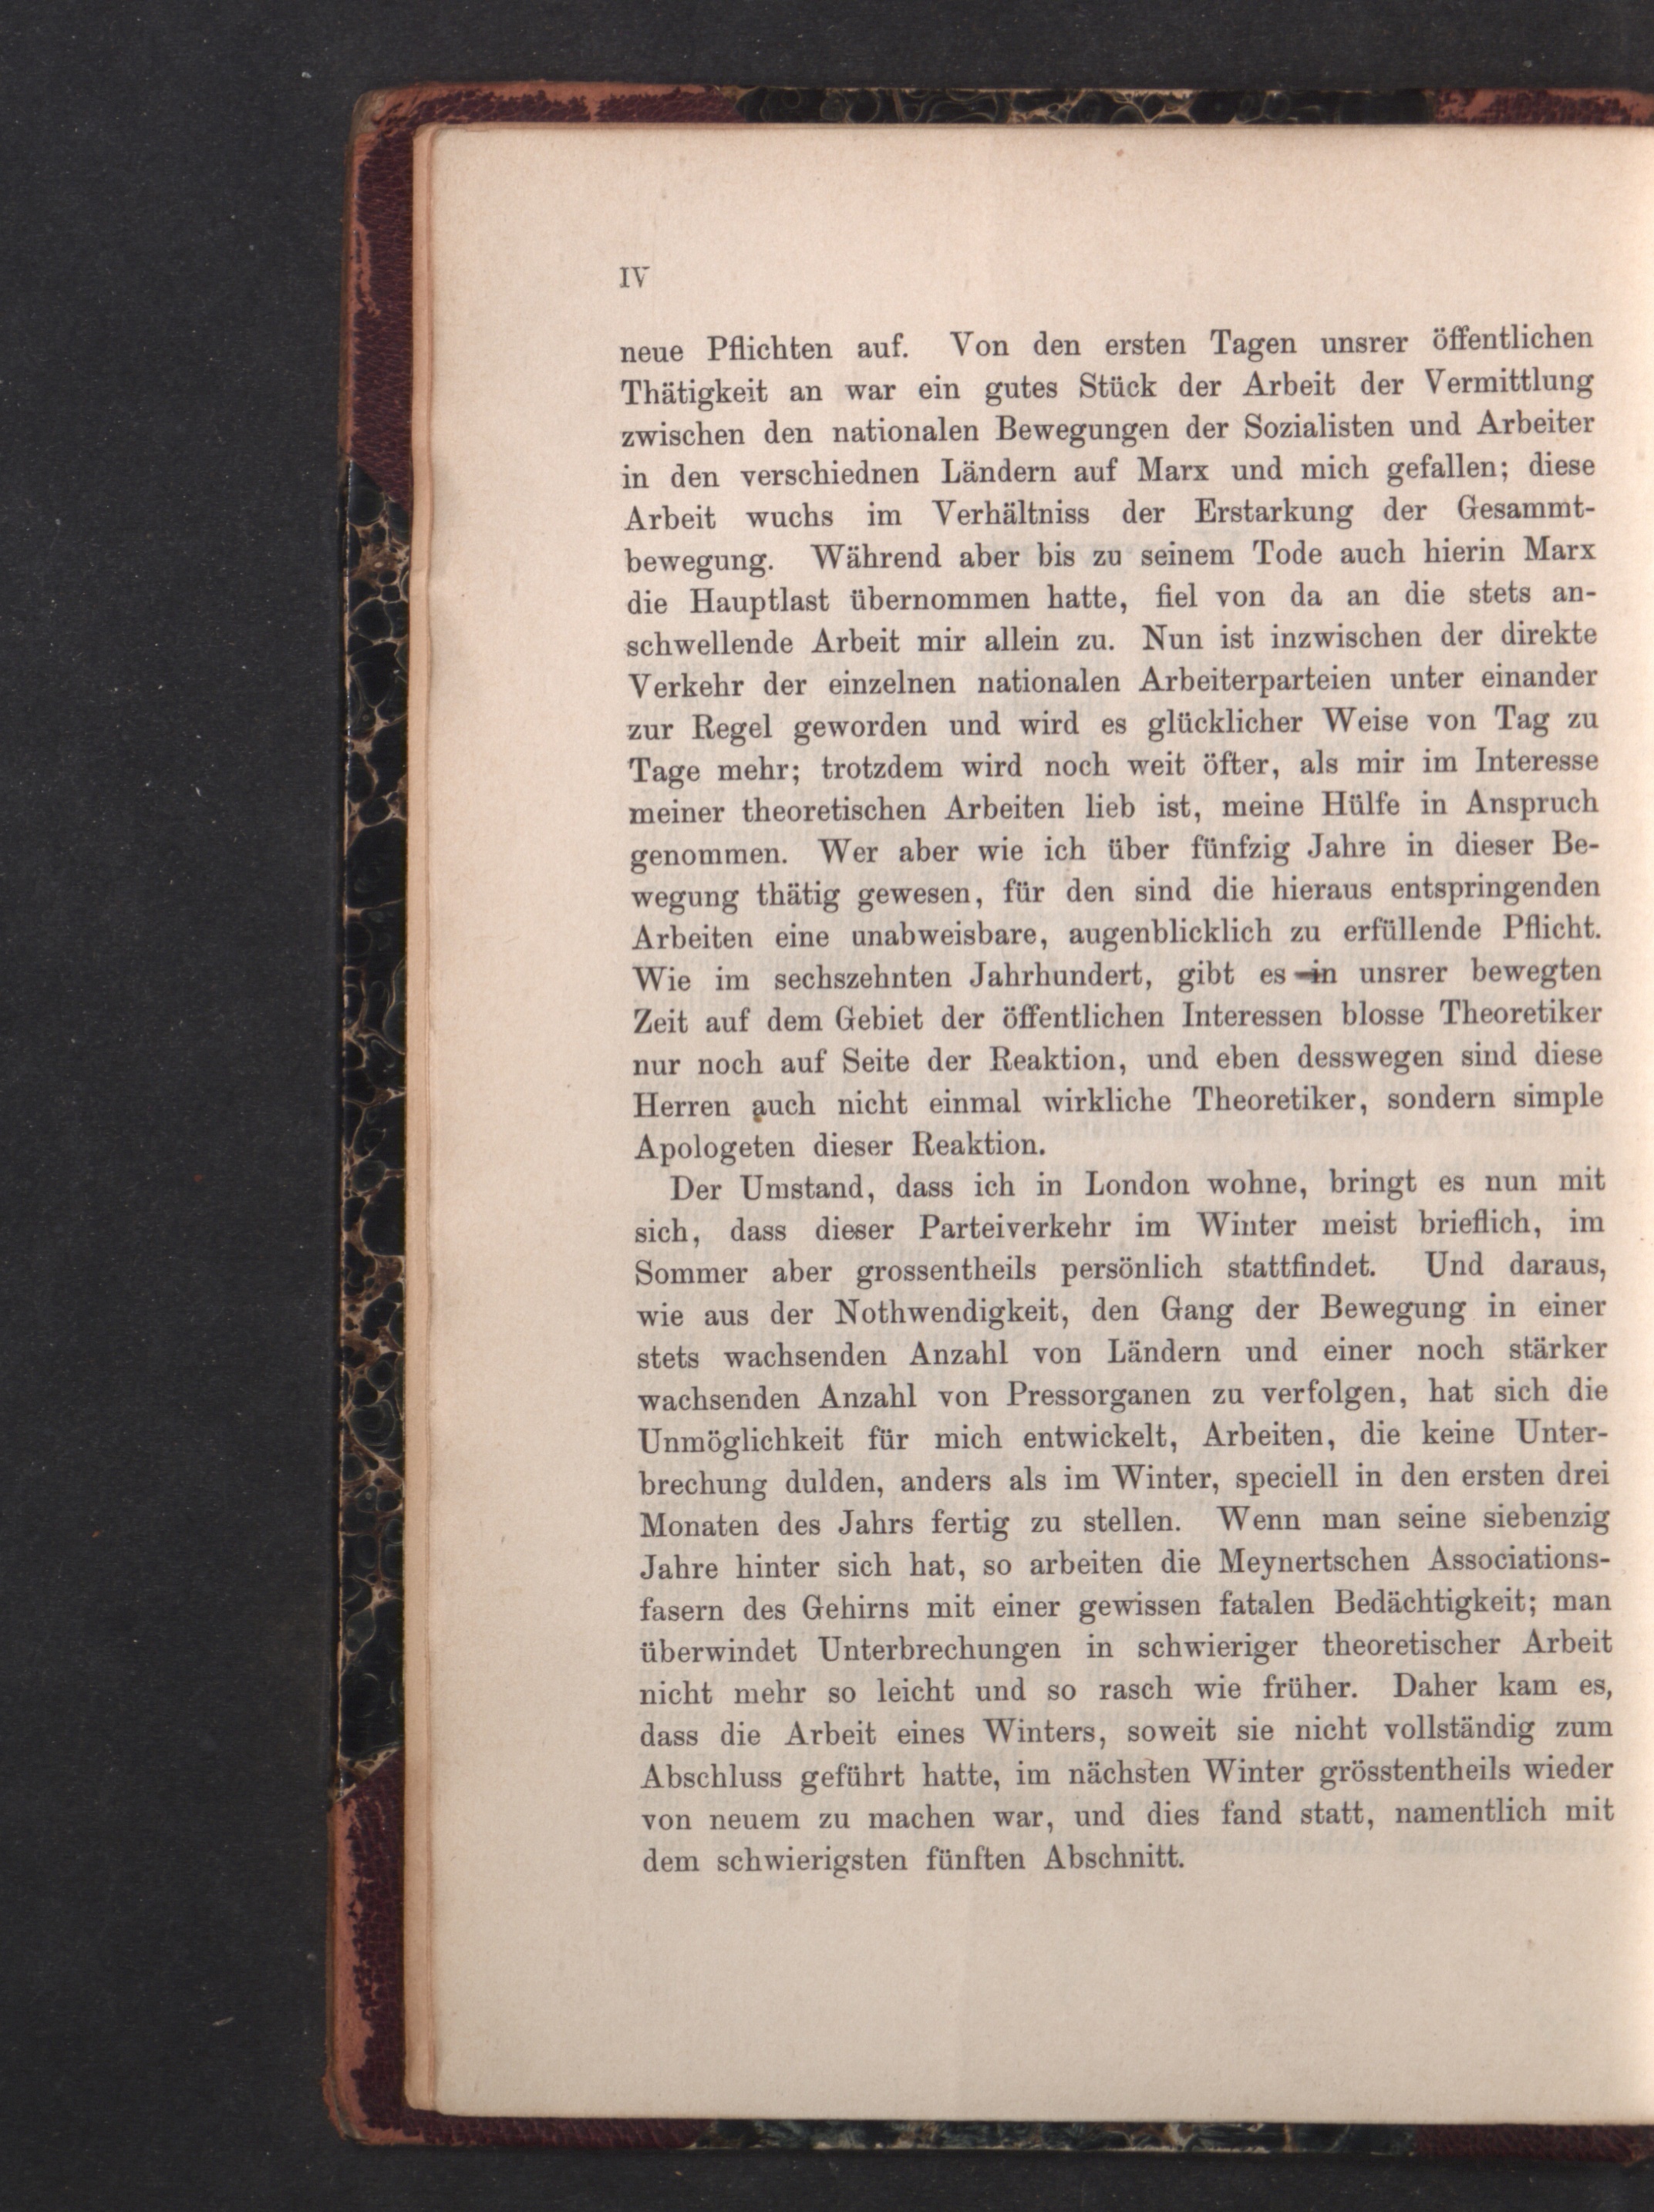 IV
neue Pflichten auf. Von den ersten Tagen unsrer öffentlichen
Thätigkeit an war ein gutes Stück der Arbeit der Vermittlung
zwischen den nationalen Bewegungen der Sozialisten und Arbeiter
in den verschiednen Ländern auf Marx und mich gefallen; diese
Arbeit wuchs im Verhältniss der Erstarkung der Gesammt-
bewegung. Während aber bis zu seinem Tode auch hierin Marx
die Hauptlast übernommen hatte, fiel von da an die stets an-
schwellende Arbeit mir allein zu. Nun ist inzwischen der direkte
Verkehr der einzelnen nationalen Arbeiterparteien unter einander
zur Regel geworden und wird es glücklicher Weise von Tag zu
Tage mehr; trotzdem wird noch weit öfter, als mir im Interesse
meiner theoretischen Arbeiten lieb ist, meine Hülfe in Anspruch
genommen. Wer aber wie ich über fünfzig Jahre in dieser Be-
wegung thätig gewesen, für den sind die hieraus entspringenden
Arbeiten eine unabweisbare, augenblicklich zu erfüllende Pflicht.
Wie im sechszehnten Jahrhundert, gibt es in unsrer bewegten
Zeit auf dem Gebiet der öffentlichen Interessen blosse Theoretiker
nur noch auf Seite der Reaktion, und eben desswegen sind diese
Herren auch nicht einmal wirkliche Theoretiker, sondern simple
Apologeten dieser Reaktion.
Der Umstand, dass ich in London wohne, bringt es nun mit
sich, dass dieser Parteiverkehr im Winter meist brieflich, im
Sommer aber grossentheils persönlich stattfindet. Und daraus,
wie aus der Nothwendigkeit, den Gang der Bewegung in einer
stets wachsenden Anzahl von Ländern und einer noch stärker
wachsenden Anzahl von Pressorganen zu verfolgen, hat sich die
Unmöglichkeit für mich entwickelt, Arbeiten, die keine Unter-
brechung dulden, anders als im Winter, speciell in den ersten drei
Monaten des Jahrs fertig zu stellen. Wenn man seine siebenzig
Jahre hinter sich hat, so arbeiten die Meynertschen Associations-
fasern des Gehirns mit einer gewissen fatalen Bedächtigkeit; man
überwindet Unterbrechungen in schwieriger theoretischer Arbeit
nicht mehr so leicht und so rasch wie früher. Daher kam es,
dass die Arbeit eines Winters, soweit sie nicht vollständig zum
Abschluss geführt hatte, im nächsten Winter grösstentheils wieder
von neuem zu machen war, und dies fand statt, namentlich mit
dem schwierigsten fünften Abschnitt.